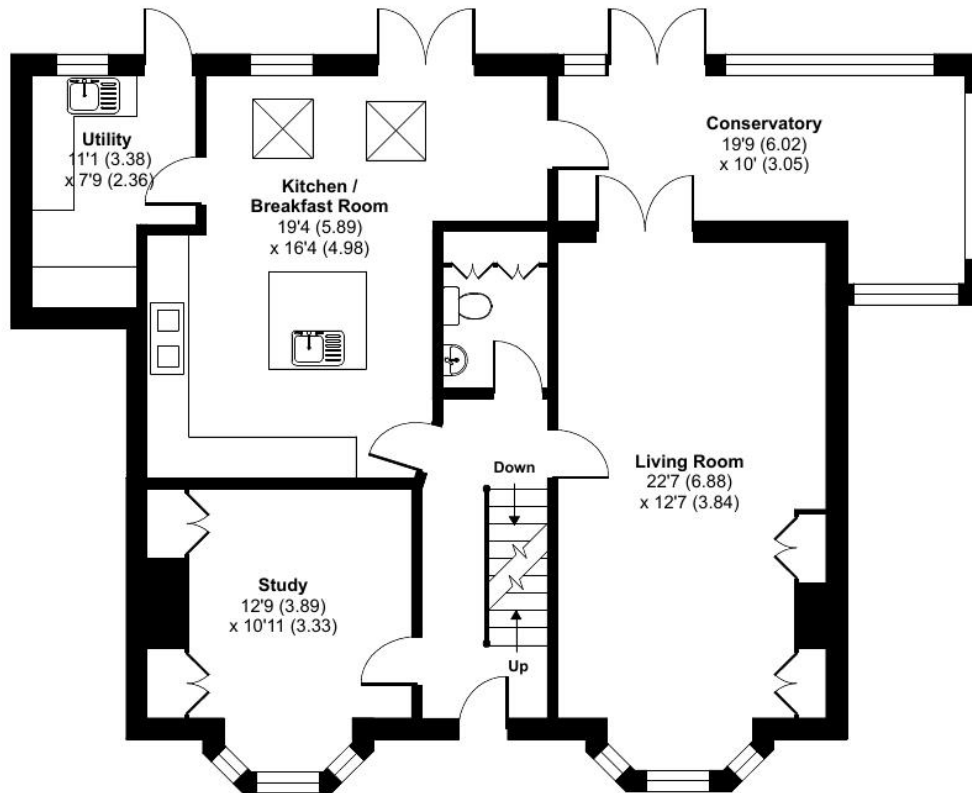 Utility
11'1 (3.38)
x 7'9 (2.36)
Kitchen /
Breakfast Room
19'4 (5.89)
x 16'4 (4.98)
Conservatory
19'9 (6.02)
x 10' (3.05)
Down
Living Room
22'7 (6.88)
x 12'7 (3.84)
Study
12'9 (3.89)
x 10'11 (3.33)
Up